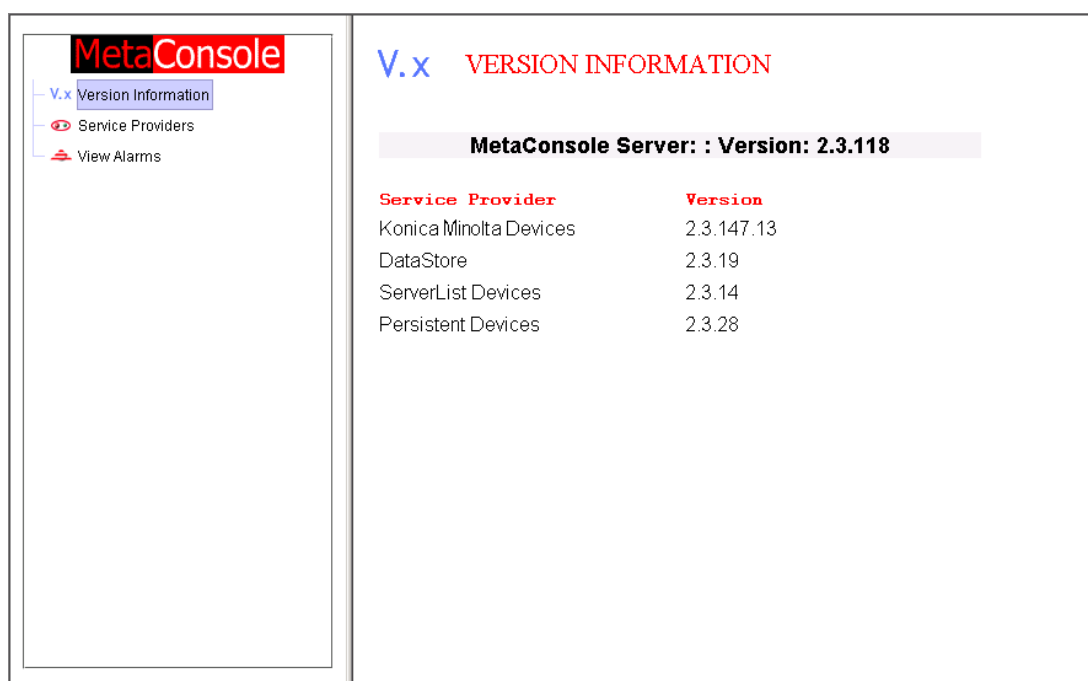 MetaConsole
V.x Version Information
Service Providers
View Alarms
V.x VERSION INFORMATION
MetaConsole Server: : Version: 2.3.118
Service Provider Version
Konica Minolta Devices 2.3.147.13
DataStore 2.3.19
ServerList Devices 2.3.14
Persistent Devices 2.3.28